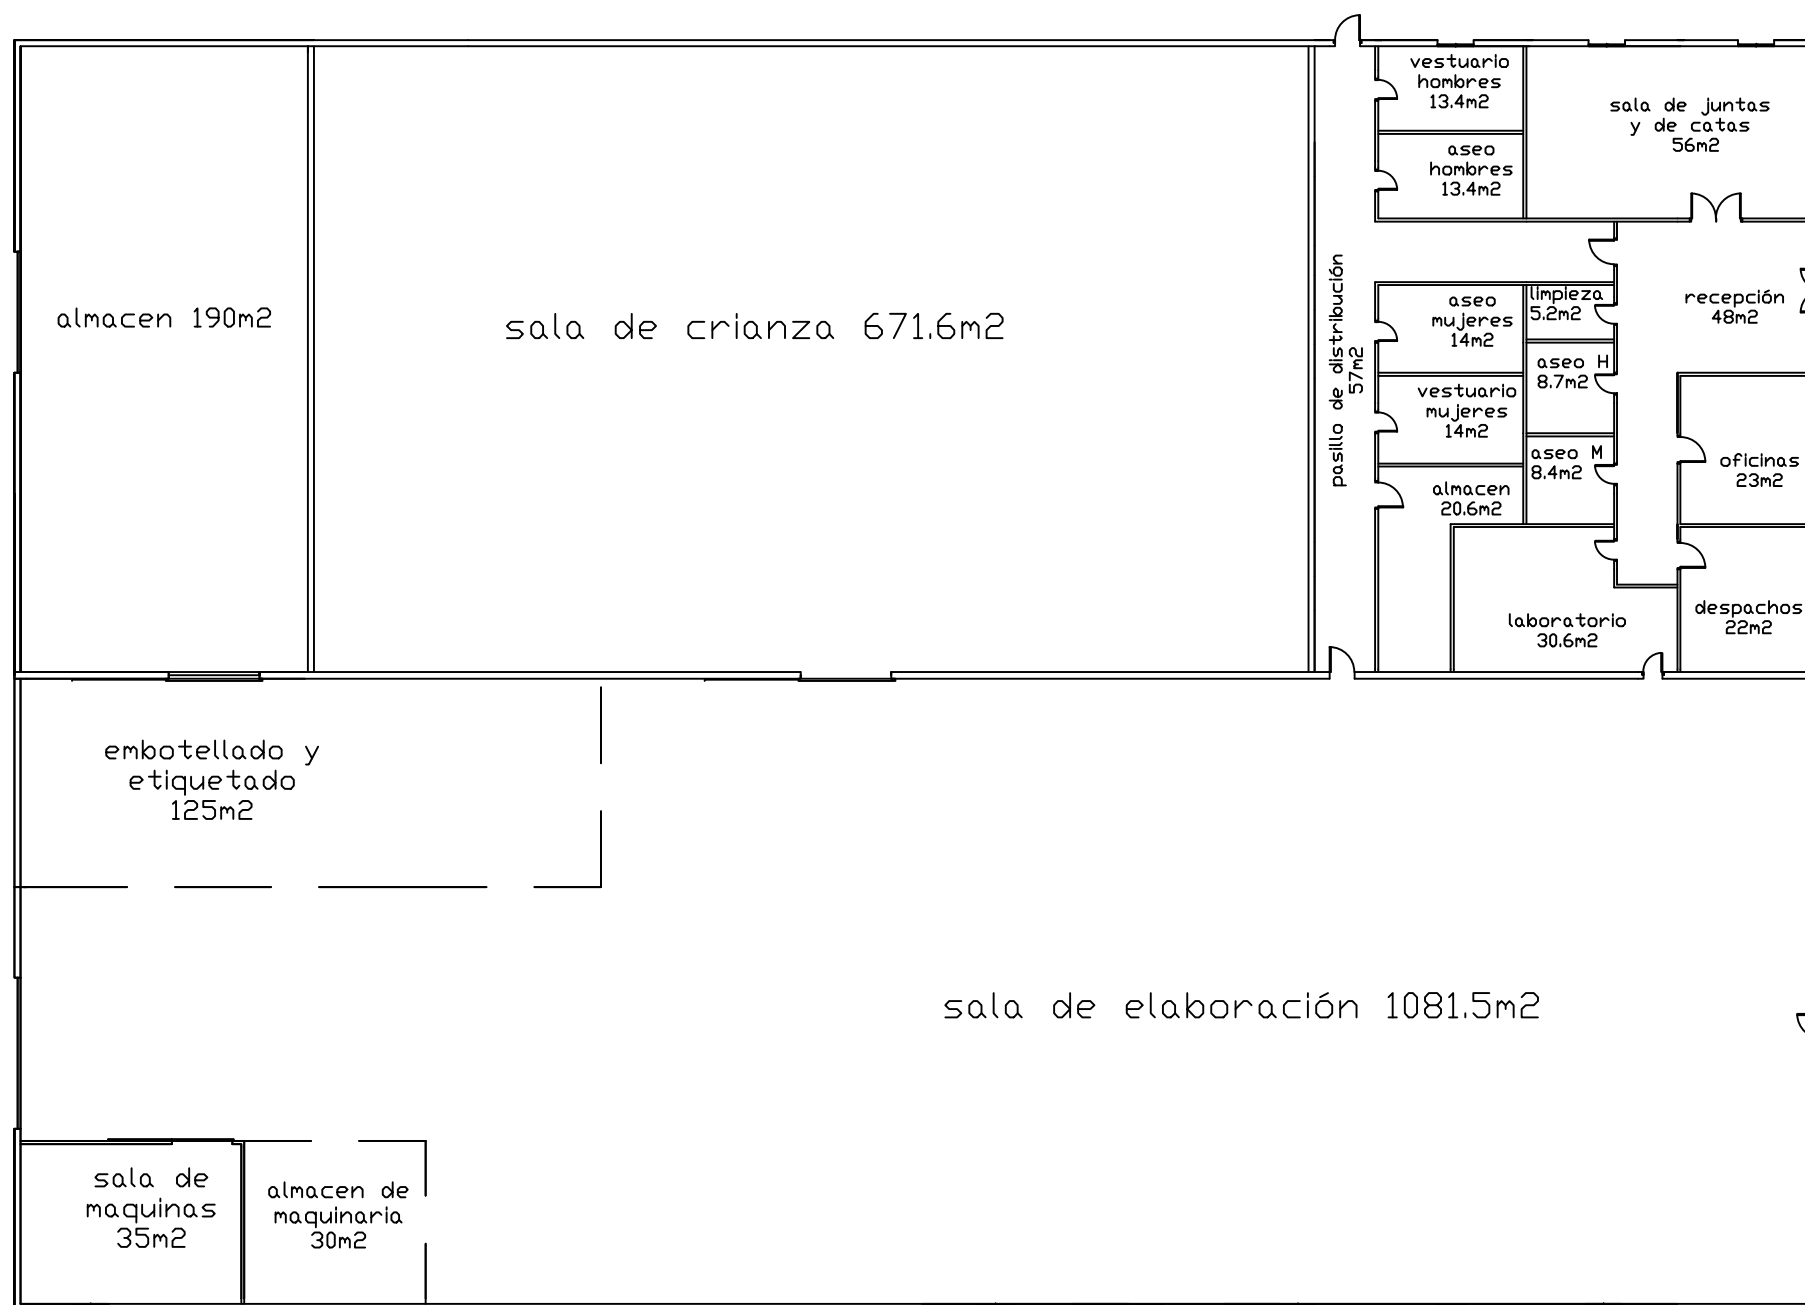 vestuario
hombres
13.4m2
sala de juntas
y de catas
56m2
aseo
hombres
13.4m2
almacen 190m2
sala de crianza 671.6m2
pasillo de distribución
57m2
aseo
mujeres
14m2
limpieza
5.2m2
recepción
48m2
aseo H
8.7m2
vestuario
mujeres
14m2
aseo M
8.4m2
oficinas
23m2
almacen
20.6m2
laboratorio
30.6m2
despachos
22m2
embotellado y
etiquetado
125m2
sala de elaboración 1081.5m2
sala de
maquinas
35m2
almacen de
maquinaria
30m2